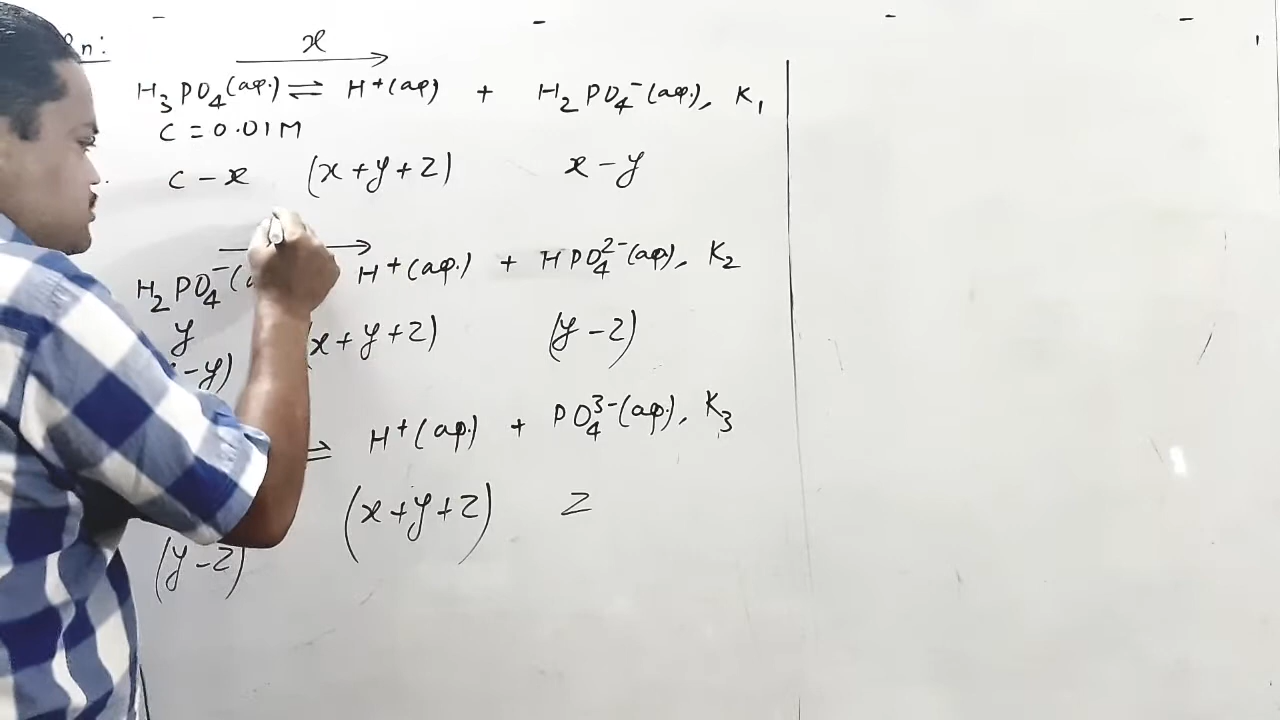 n:
x
H₃PO₄(aq.) ⇌ H⁺(aq) + H₂PO₄⁻(aq.), K₁
C = 0.01M
C - x (x+y+z) x - y
H₂PO₄⁻(a H⁺(aq.) + HPO₄²⁻(aq), K₂
y (x+y+z) (y-z)
-y)
⇌ H⁺(aq.) + PO₄³⁻(aq.), K₃
(x+y+z) z
(y-z)